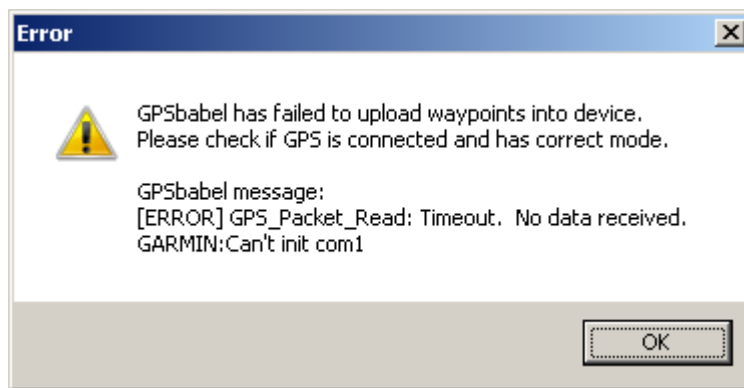 Error
GPSbabel has failed to upload waypoints into device.
Please check if GPS is connected and has correct mode.
GPSbabel message:
[ERROR] GPS_Packet_Read: Timeout.  No data received.
GARMIN:Can't init com1
OK